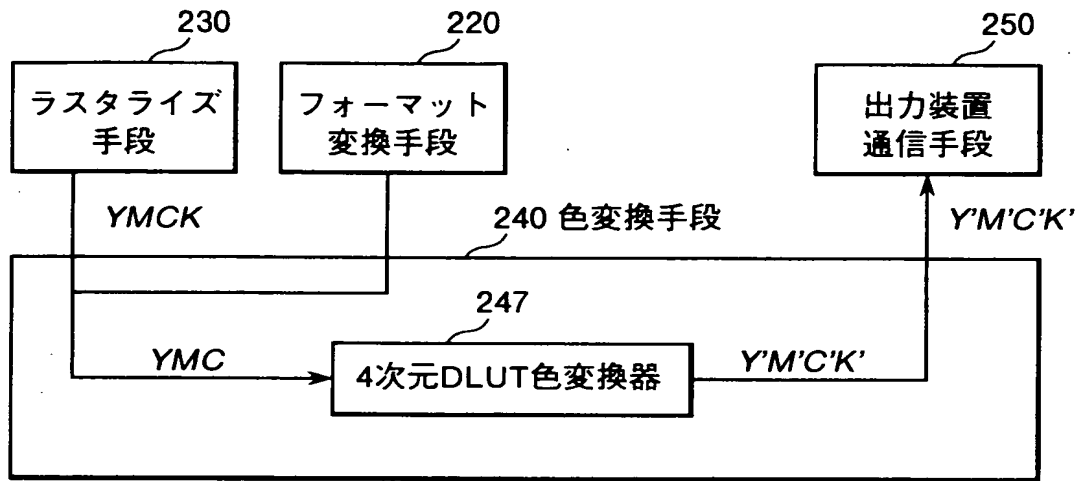 230
220
250
ラスタライズ
手段
フォーマット
変換手段
出力装置
通信手段
YMCK
240 色変換手段
Y'M'C'K'
247
YMC
4次元DLUT色変換器
Y'M'C'K'